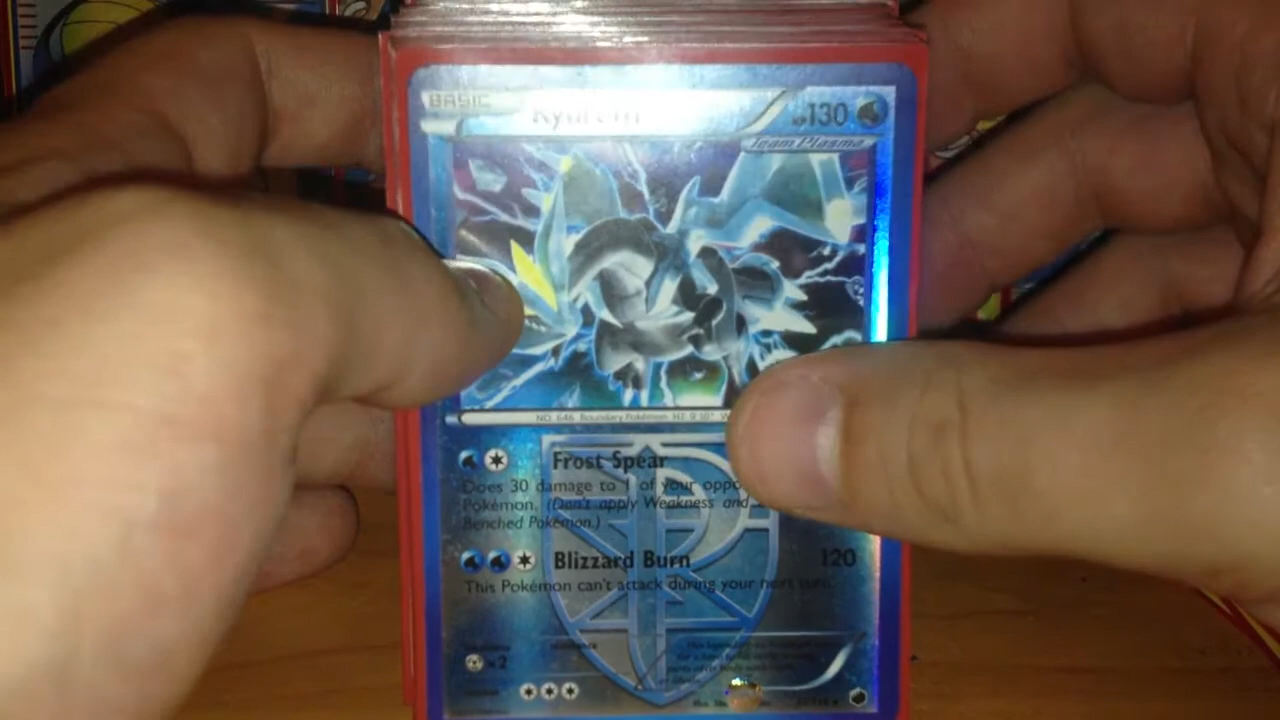 BASIC
Kyurem
HP130
Team Plasma
NO. 646 Boundary Pokémon HT: 9'10" W
Frost Spear
Does 30 damage to 1 of your oppo
Pokémon. (Don't apply Weakness and
Benched Pokémon.)
Blizzard Burn 120
This Pokémon can't attack during your next turn.
×2